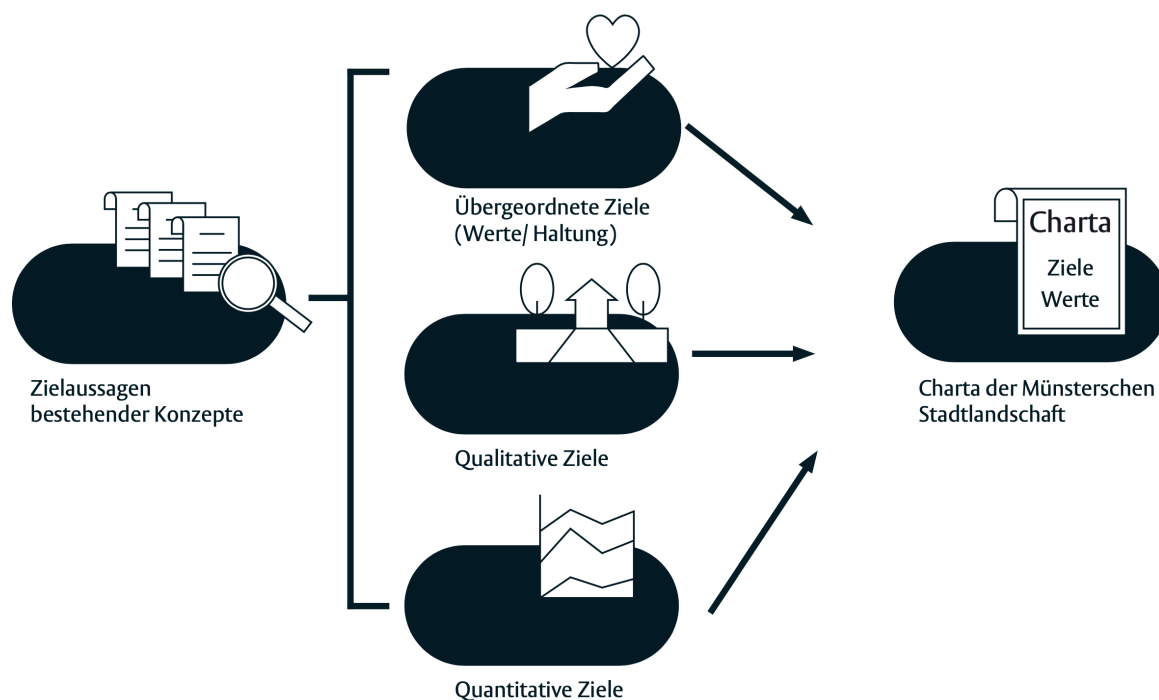 Zielaussagen
bestehender Konzepte
Übergeordnete Ziele
(Werte/ Haltung)
Qualitative Ziele
Quantitative Ziele
Charta
Ziele
Werte
Charta der Münsterschen
Stadtlandschaft